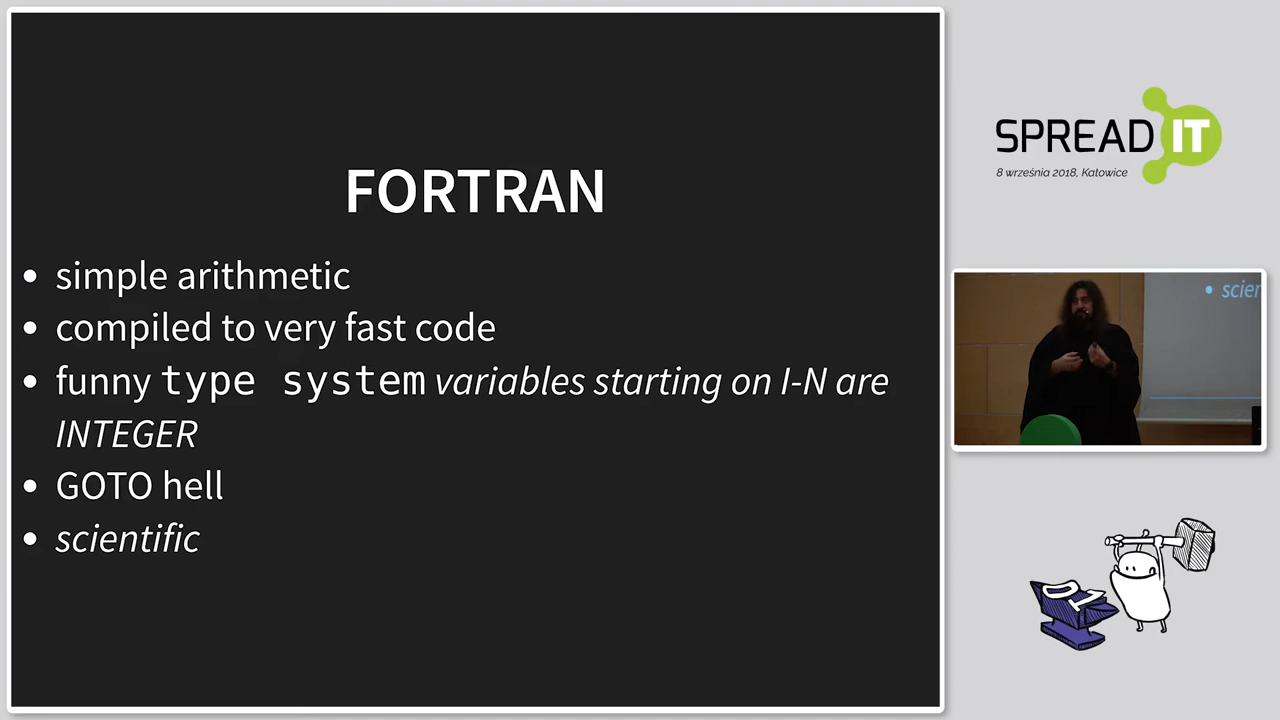 FORTRAN
• simple arithmetic
• compiled to very fast code
• funny type system variables starting on I-N are
INTEGER
• GOTO hell
• scientific
SPREAD IT
8 września 2018, Katowice
• scien
01